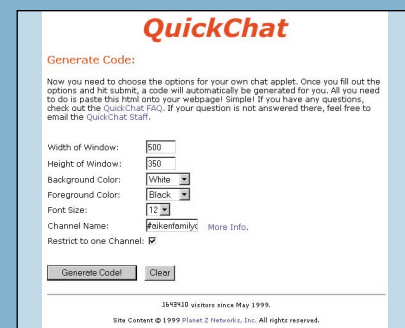 QuickChat
Generate Code:
Now you need to choose the options for your own chat applet. Once you fill out the
options and hit submit, a code will automatically be generated for you. All you need
to do is paste this html onto your webpage! Simple! If you have any questions,
check out the QuickChat FAQ. If your question is not answered there, feel free to
email the QuickChat Staff.
Width of Window: 500
Height of Window: 350
Background Color: White
Foreground Color: Black
Font Size: 12
Channel Name: #aikenfamilyc More Info.
Restrict to one Channel:
Generate Code! Clear
1643410 visitors since May 1999.
Site Content © 1999 Planet Z Networks, Inc. All rights reserved.